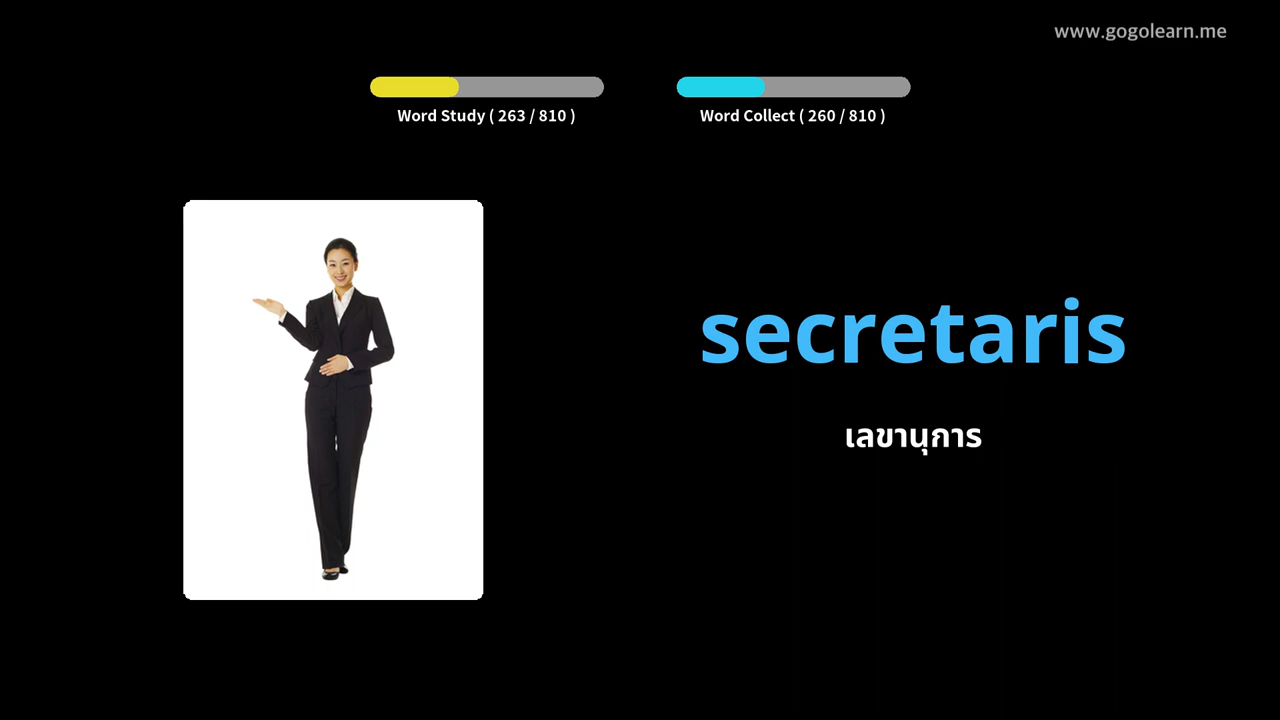 www.gogolearn.me
Word Study ( 263 / 810 )
Word Collect ( 260 / 810 )
secretaris
เลขานุการ